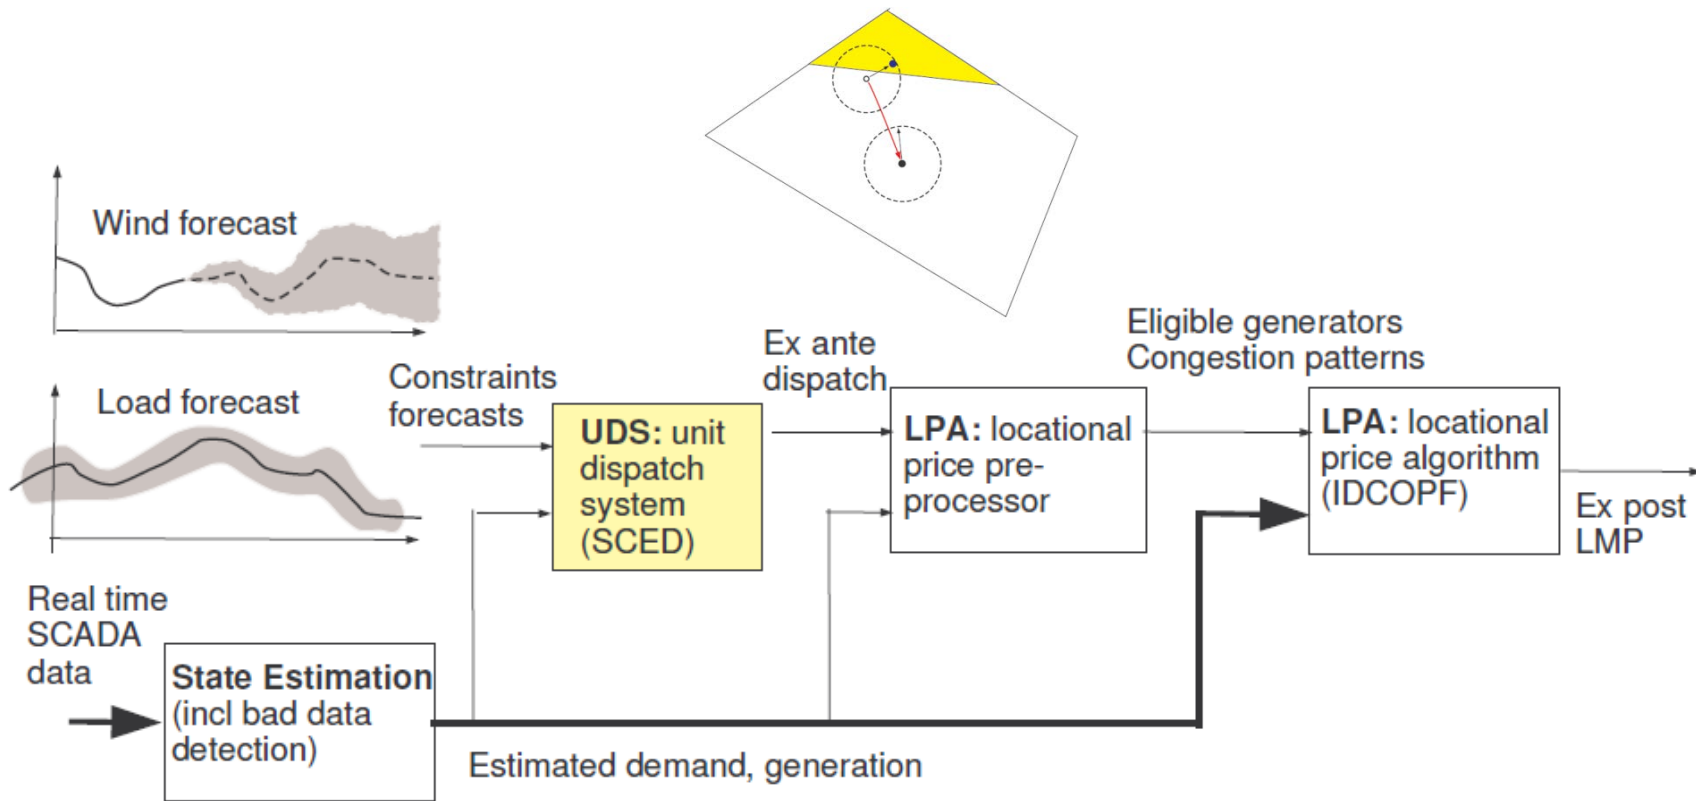 Wind forecast
Load forecast
Constraints
forecasts
UDS: unit
dispatch
system
(SCED)
Ex ante
dispatch
LPA: locational
price pre-
processor
Eligible generators
Congestion patterns
LPA: locational
price algorithm
(IDCOPF)
Ex post
LMP
Real time
SCADA
data
State Estimation
(incl bad data
detection)
Estimated demand, generation